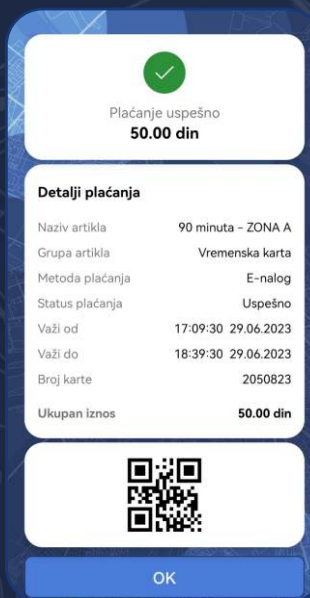 Plaćanje uspešno
50.00 din
Detalji plaćanja
Naziv artikla 90 minuta - ZONA A
Grupa artikla Vremenska karta
Metoda plaćanja E-nalog
Status plaćanja Uspešno
Važi od 17:09:30 29.06.2023
Važi do 18:39:30 29.06.2023
Broj karte 2050823
Ukupan iznos 50.00 din
OK